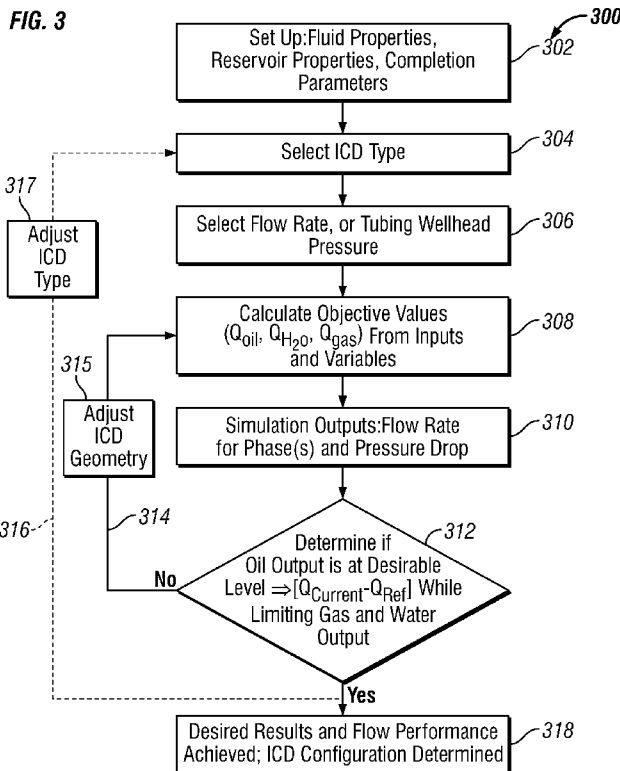 FIG. 3
300
Set Up:Fluid Properties,
Reservoir Properties, Completion
Parameters
302
Select ICD Type
304
317
Adjust
ICD
Type
Select Flow Rate, or Tubing Wellhead
Pressure
306
Calculate Objective Values
(Qoil, QH2O, Qgas) From Inputs
and Variables
308
315
Adjust
ICD
Geometry
Simulation Outputs:Flow Rate
for Phase(s) and Pressure Drop
310
316
314
312
Determine if
Oil Output is at Desirable
Level ⇒[QCurrent-QRef] While
Limiting Gas and Water
Output
No
Yes
Desired Results and Flow Performance
Achieved; ICD Configuration Determined
318